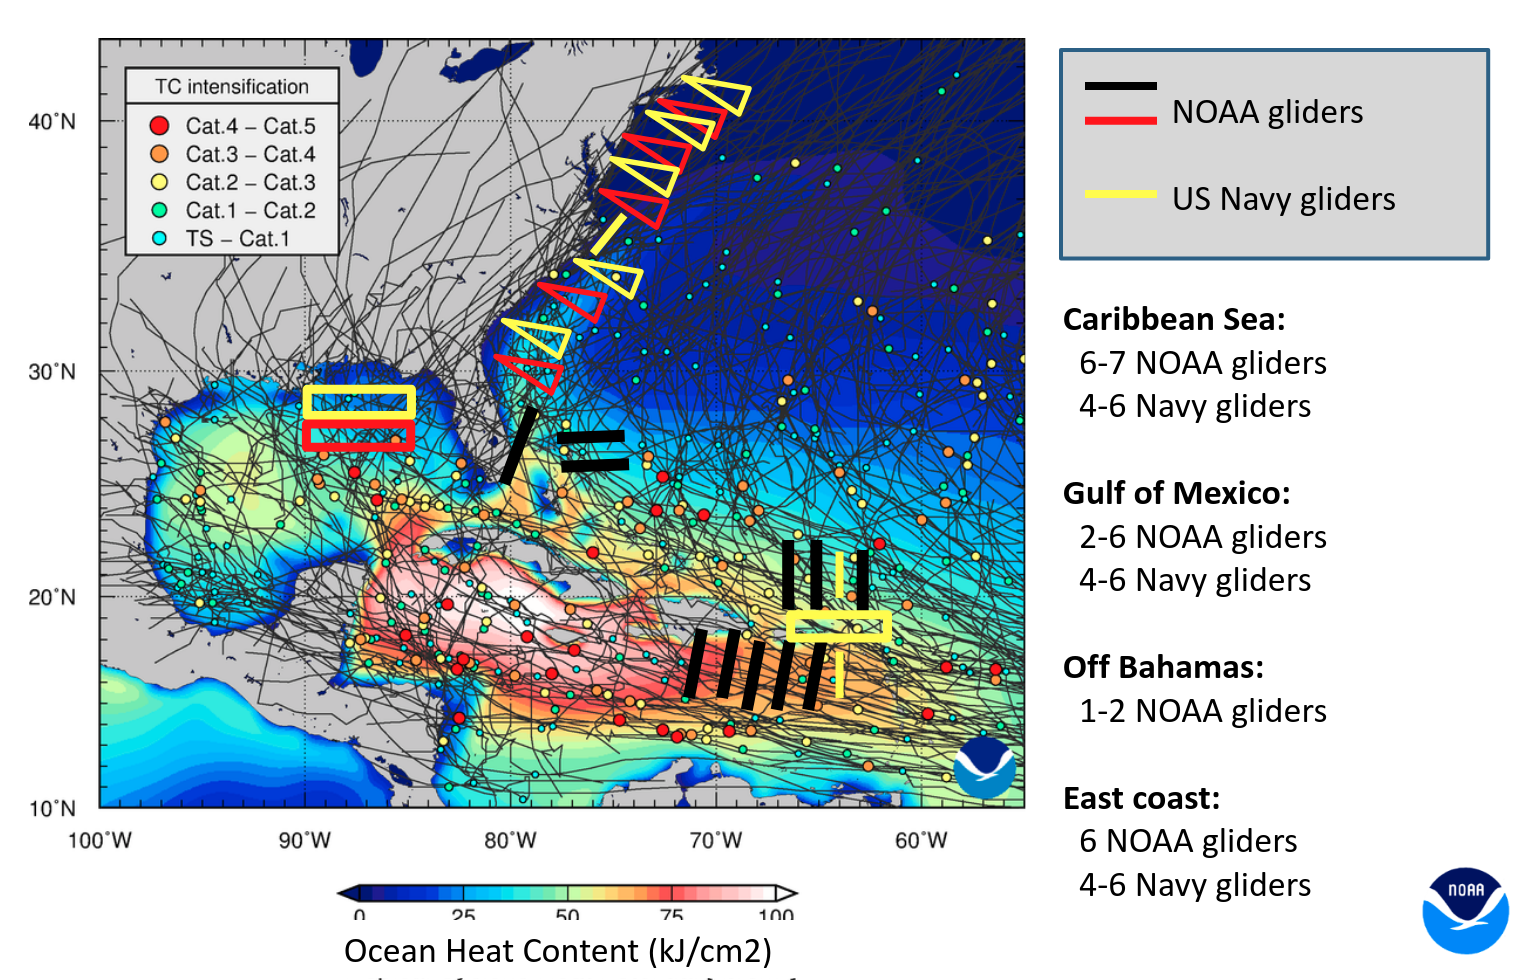 TC intensification
Cat.4 – Cat.5
Cat.3 – Cat.4
Cat.2 – Cat.3
Cat.1 – Cat.2
TS – Cat.1
40°N
30°N
20°N
10°N
100°W 90°W 80°W 70°W 60°W
0 25 50 75 100
Ocean Heat Content (kJ/cm2)
NOAA gliders
US Navy gliders
Caribbean Sea:
6-7 NOAA gliders
4-6 Navy gliders
Gulf of Mexico:
2-6 NOAA gliders
4-6 Navy gliders
Off Bahamas:
1-2 NOAA gliders
East coast:
6 NOAA gliders
4-6 Navy gliders
NOAA